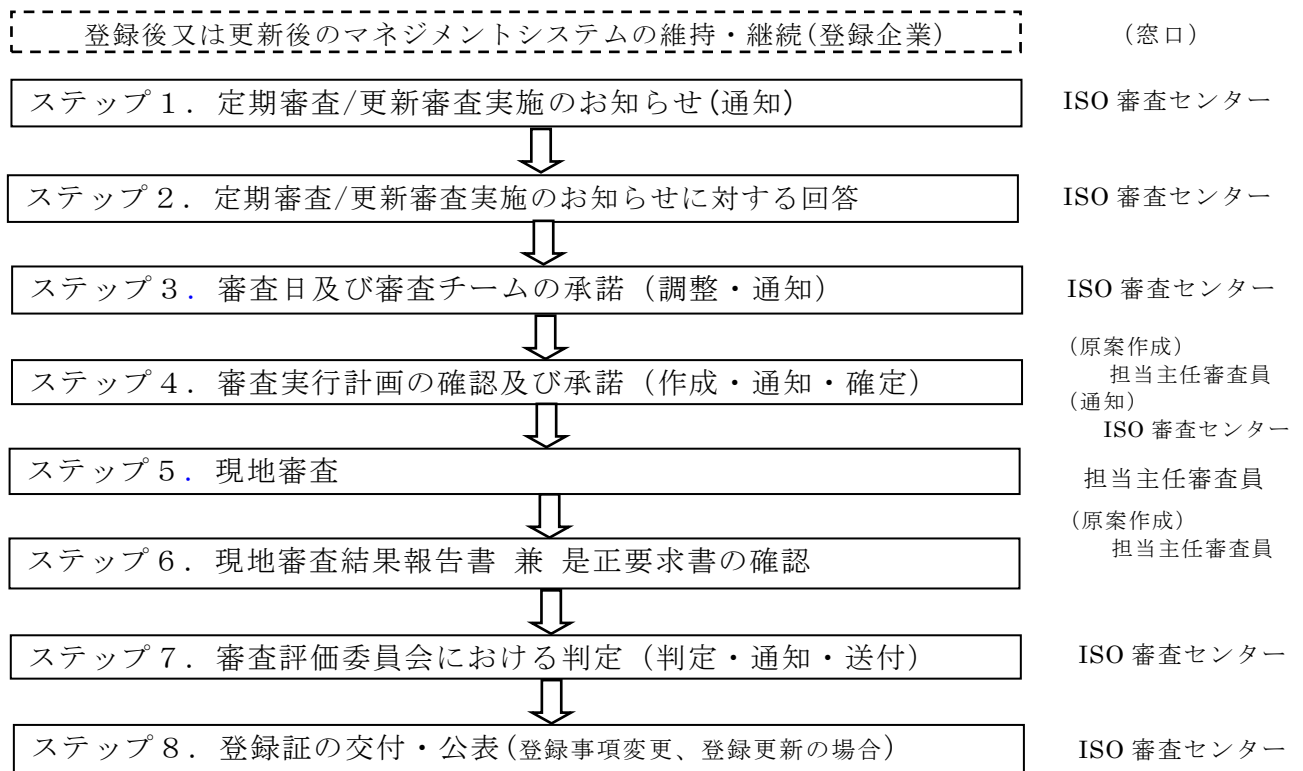 登録後又は更新後のマネジメントシステムの維持・継続(登録企業)
(窓口)
ステップ1．定期審査/更新審査実施のお知らせ(通知)
ISO 審査センター
ステップ2．定期審査/更新審査実施のお知らせに対する回答
ISO 審査センター
ステップ3．審査日及び審査チームの承諾（調整・通知）
ISO 審査センター
ステップ4．審査実行計画の確認及び承諾（作成・通知・確定）
(原案作成)
担当主任審査員
(通知)
ISO 審査センター
ステップ5．現地審査
担当主任審査員
ステップ6．現地審査結果報告書 兼 是正要求書の確認
(原案作成)
担当主任審査員
ステップ7．審査評価委員会における判定（判定・通知・送付）
ISO 審査センター
ステップ8．登録証の交付・公表(登録事項変更、登録更新の場合)
ISO 審査センター